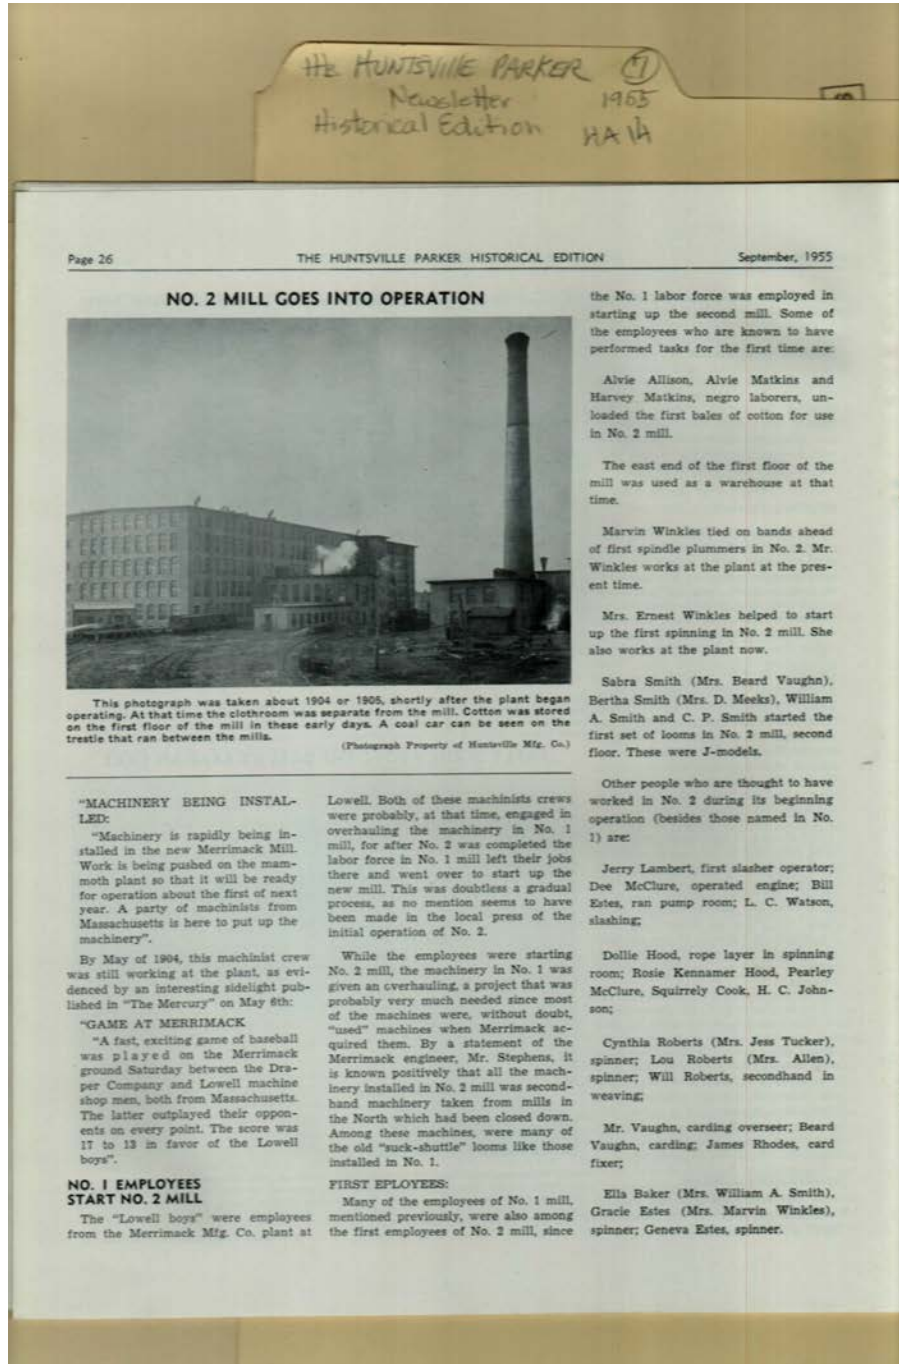 the HUNTSVILLE PARKER 7
Newsletter 1955
Historical Edition HA 14
Page 26 THE HUNTSVILLE PARKER HISTORICAL EDITION September, 1955
NO. 2 MILL GOES INTO OPERATION
This photograph was taken about 1904 or 1905, shortly after the plant began
operating. At that time the clothroom was separate from the mill. Cotton was stored
on the first floor of the mill in these early days. A coal car can be seen on the
trestle that ran between the mills.
(Photograph Property of Huntsville Mfg. Co.)
"MACHINERY BEING INSTAL-
LED:
"Machinery is rapidly being in-
stalled in the new Merrimack Mill.
Work is being pushed on the mam-
moth plant so that it will be ready
for operation about the first of next
year. A party of machinists from
Massachusetts is here to put up the
machinery".
By May of 1904, this machinist crew
was still working at the plant, as evi-
denced by an interesting sidelight pub-
lished in "The Mercury" on May 6th:
"GAME AT MERRIMACK
"A fast, exciting game of baseball
was played on the Merrimack
ground Saturday between the Dra-
per Company and Lowell machine
shop men, both from Massachusetts.
The latter outplayed their oppon-
ents on every point. The score was
17 to 13 in favor of the Lowell
boys".
NO. 1 EMPLOYEES
START NO. 2 MILL
The "Lowell boys" were employees
from the Merrimack Mfg. Co. plant at
Lowell. Both of these machinists crews
were probably, at that time, engaged in
overhauling the machinery in No. 1
mill, for after No. 2 was completed the
labor force in No. 1 mill left their jobs
there and went over to start up the
new mill. This was doubtless a gradual
process, as no mention seems to have
been made in the local press of the
initial operation of No. 2.
While the employees were starting
No. 2 mill, the machinery in No. 1 was
given an overhauling, a project that was
probably very much needed since most
of the machines were, without doubt,
"used" machines when Merrimack ac-
quired them. By a statement of the
Merrimack engineer, Mr. Stephens, it
is known positively that all the mach-
inery installed in No. 2 mill was second-
hand machinery taken from mills in
the North which had been closed down.
Among these machines, were many of
the old "suck-shuttle" looms like those
installed in No. 1.
FIRST EPLOYEES:
Many of the employees of No. 1 mill,
mentioned previously, were also among
the first employees of No. 2 mill, since
the No. 1 labor force was employed in
starting up the second mill. Some of
the employees who are known to have
performed tasks for the first time are:
Alvie Allison, Alvie Matkins and
Harvey Matkins, negro laborers, un-
loaded the first bales of cotton for use
in No. 2 mill.
The east end of the first floor of the
mill was used as a warehouse at that
time.
Marvin Winkles tied on bands ahead
of first spindle plummers in No. 2. Mr.
Winkles works at the plant at the pres-
ent time.
Mrs. Ernest Winkles helped to start
up the first spinning in No. 2 mill. She
also works at the plant now.
Sabra Smith (Mrs. Beard Vaughn),
Bertha Smith (Mrs. D. Meeks), William
A. Smith and C. P. Smith started the
first set of looms in No. 2 mill, second
floor. These were J-models.
Other people who are thought to have
worked in No. 2 during its beginning
operation (besides those named in No.
1) are:
Jerry Lambert, first slasher operator;
Dee McClure, operated engine; Bill
Estes, ran pump room; L. C. Watson,
slashing;
Dollie Hood, rope layer in spinning
room; Rosie Kennamer Hood, Pearley
McClure, Squirrely Cook, H. C. John-
son;
Cynthia Roberts (Mrs. Jess Tucker),
spinner; Lou Roberts (Mrs. Allen),
spinner; Will Roberts, secondhand in
weaving;
Mr. Vaughn, carding overseer; Beard
Vaughn, carding; James Rhodes, card
fixer;
Ella Baker (Mrs. William A. Smith),
Gracie Estes (Mrs. Marvin Winkles),
spinner; Geneva Estes, spinner.